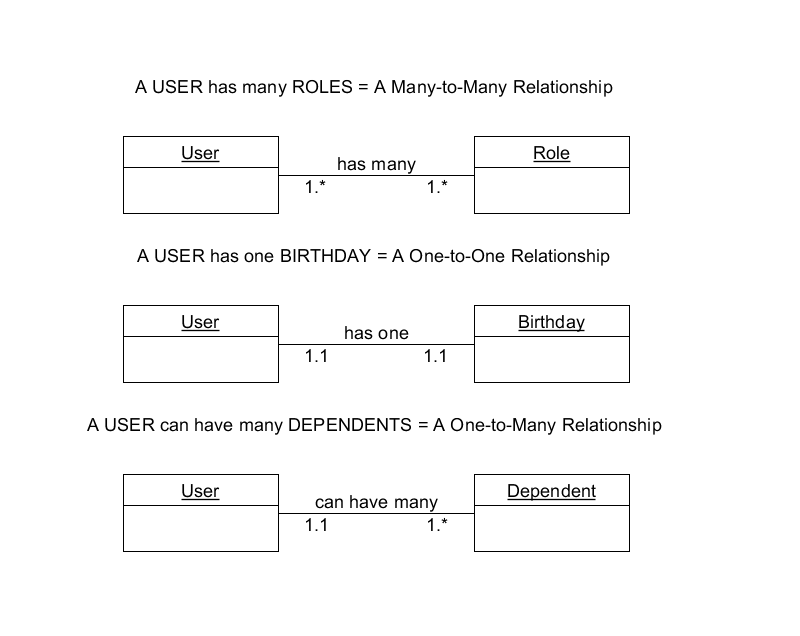 A USER has many ROLES = A Many-to-Many Relationship
User
has many
Role
1.*
1.*
A USER has one BIRTHDAY = A One-to-One Relationship
User
has one
Birthday
1.1
1.1
A USER can have many DEPENDENTS = A One-to-Many Relationship
User
can have many
Dependent
1.1
1.*